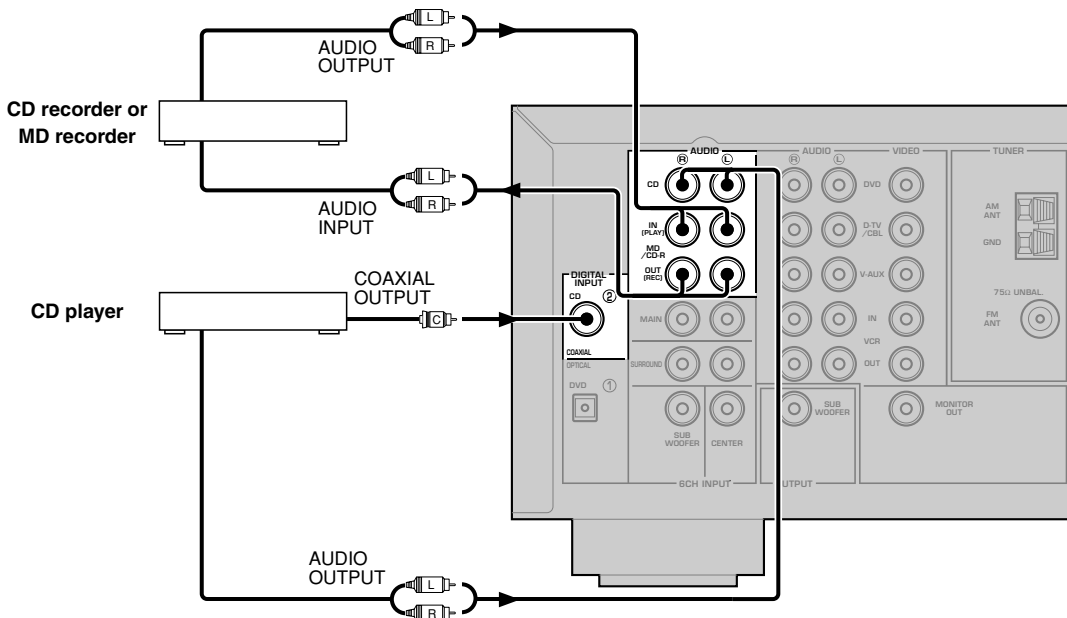 L
R
AUDIO
OUTPUT
CD recorder or
MD recorder
L
R
AUDIO
INPUT
COAXIAL
OUTPUT
C
CD player
AUDIO
OUTPUT
L
R
AUDIO
R L
CD
IN
(PLAY)
MD
/CD-R
OUT
(REC)
DIGITAL
INPUT
CD ②
COAXIAL
OPTICAL
DVD ①
MAIN
SURROUND
SUB
WOOFER
CENTER
6CH INPUT
AUDIO
R L
VIDEO
DVD
D-TV
/CBL
V-AUX
IN
VCR
OUT
SUB
WOOFER
OUTPUT
MONITOR
OUT
TUNER
AM
ANT
GND
75Ω UNBAL.
FM
ANT